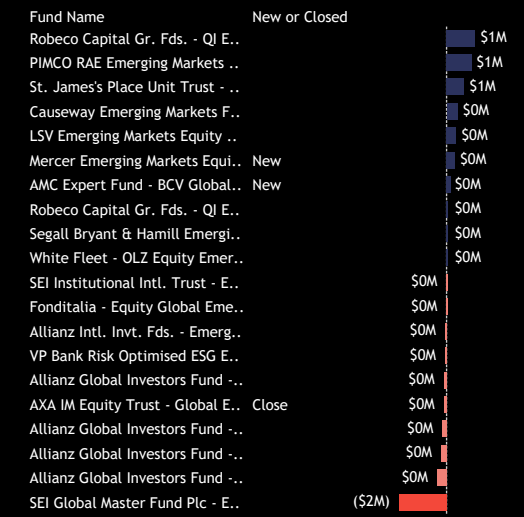 Fund Name New or Closed
Robeco Capital Gr. Fds. - QI E.. $1M
PIMCO RAE Emerging Markets .. $1M
St. James's Place Unit Trust - .. $1M
Causeway Emerging Markets F.. $0M
LSV Emerging Markets Equity .. $0M
Mercer Emerging Markets Equi.. New $0M
AMC Expert Fund - BCV Global.. New $0M
Robeco Capital Gr. Fds. - QI E.. $0M
Segall Bryant & Hamill Emergi.. $0M
White Fleet - OLZ Equity Emer.. $0M
SEI Institutional Intl. Trust - E.. $0M
Fonditalia - Equity Global Eme.. $0M
Allianz Intl. Invt. Fds. - Emerg.. $0M
VP Bank Risk Optimised ESG E.. $0M
Allianz Global Investors Fund -.. $0M
AXA IM Equity Trust - Global E.. Close $0M
Allianz Global Investors Fund -.. $0M
Allianz Global Investors Fund -.. $0M
Allianz Global Investors Fund -.. $0M
SEI Global Master Fund Plc - E.. ($2M)